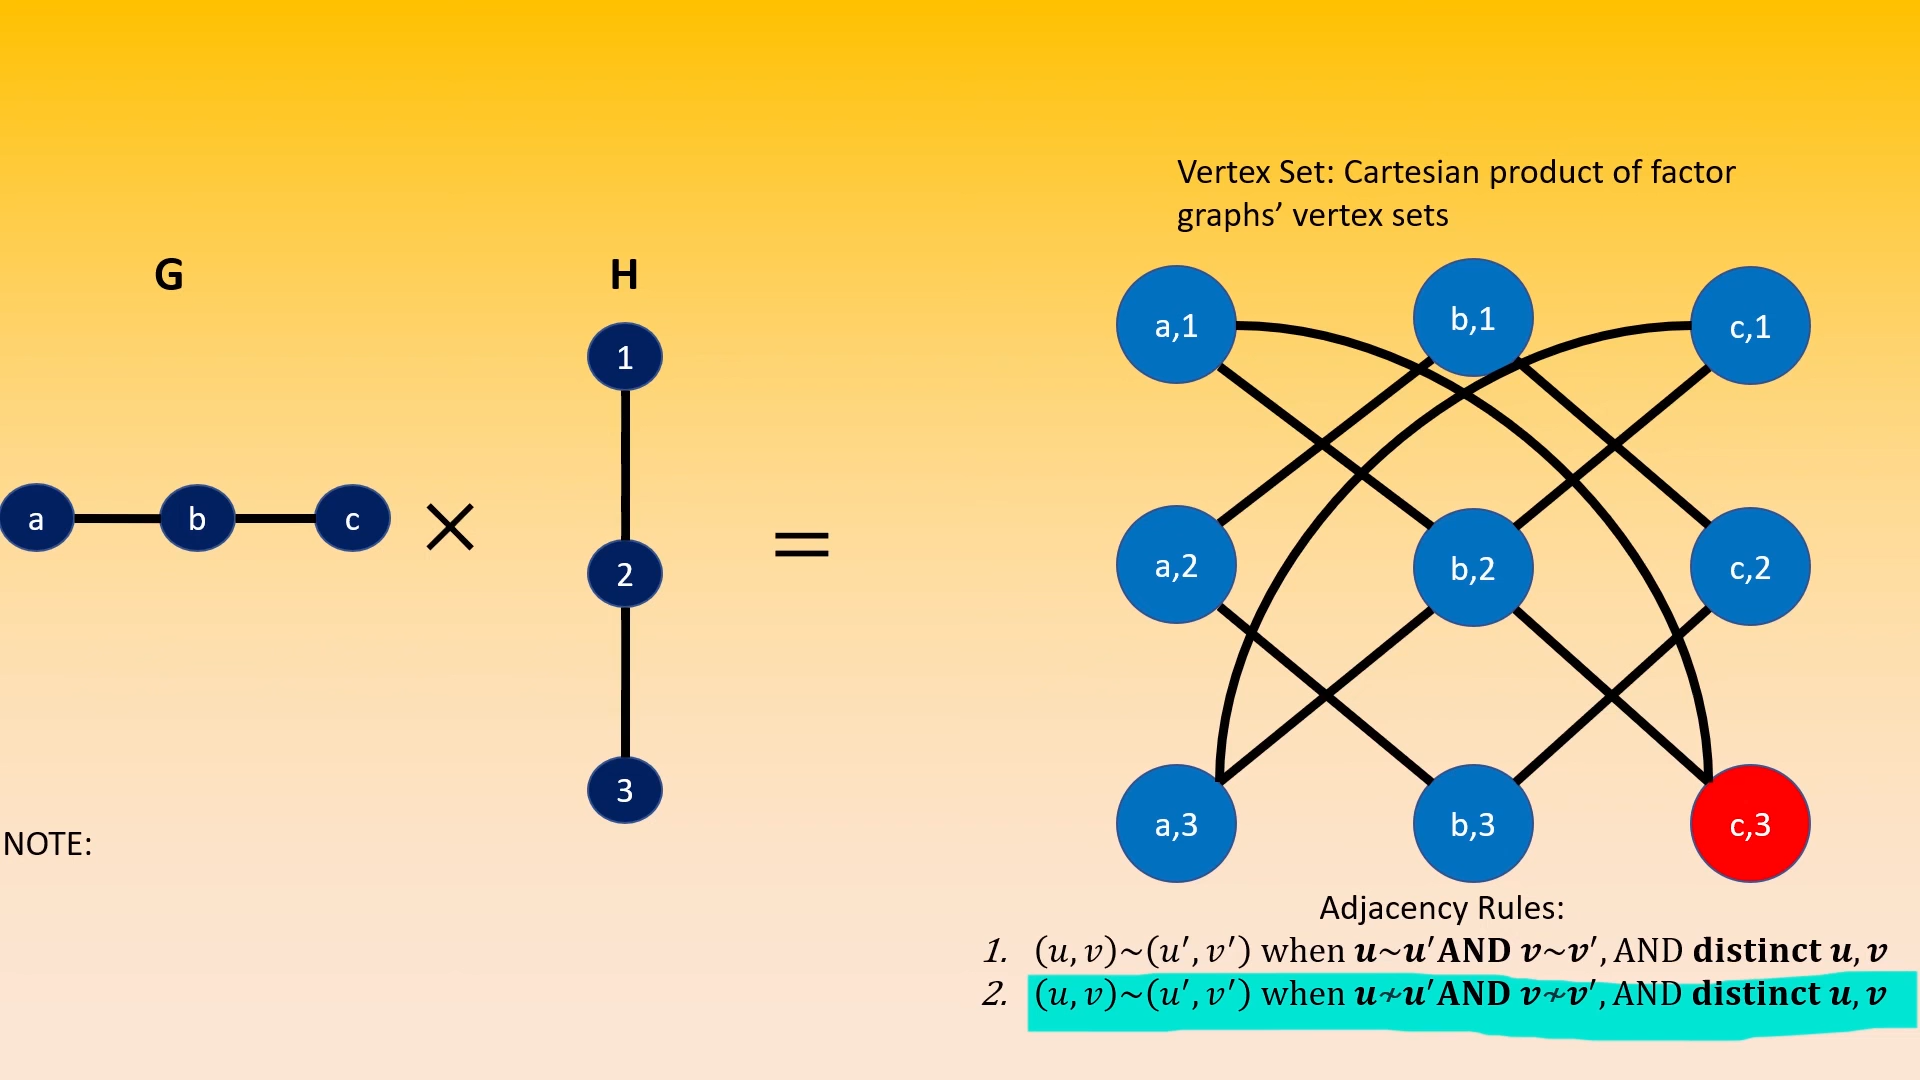 Vertex Set: Cartesian product of factor
graphs’ vertex sets
G
H
a
b
c
×
1
2
3
=
a,1
b,1
c,1
a,2
b,2
c,2
a,3
b,3
c,3
NOTE:
Adjacency Rules:
1. (u, v)~(u′, v′) when u~u′AND v~v′, AND distinct u, v
2. (u, v)~(u′, v′) when u≁u′AND v≁v′, AND distinct u, v